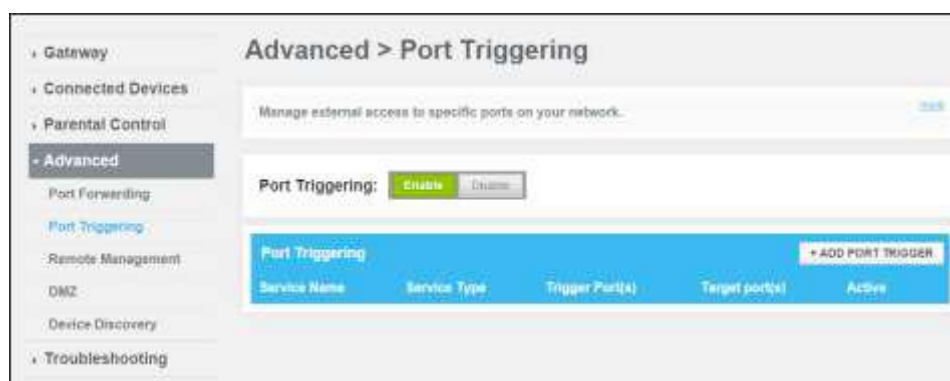 Gateway
Connected Devices
Parental Control
Advanced
Port Forwarding
Port Triggering
Remote Management
DMZ
Device Discovery
Troubleshooting
Advanced > Port Triggering
Manage external access to specific ports on your network.
more
Port Triggering: Enable Disable
Port Triggering
+ ADD PORT TRIGGER
Service Name Service Type Trigger Port(s) Target port(s) Active